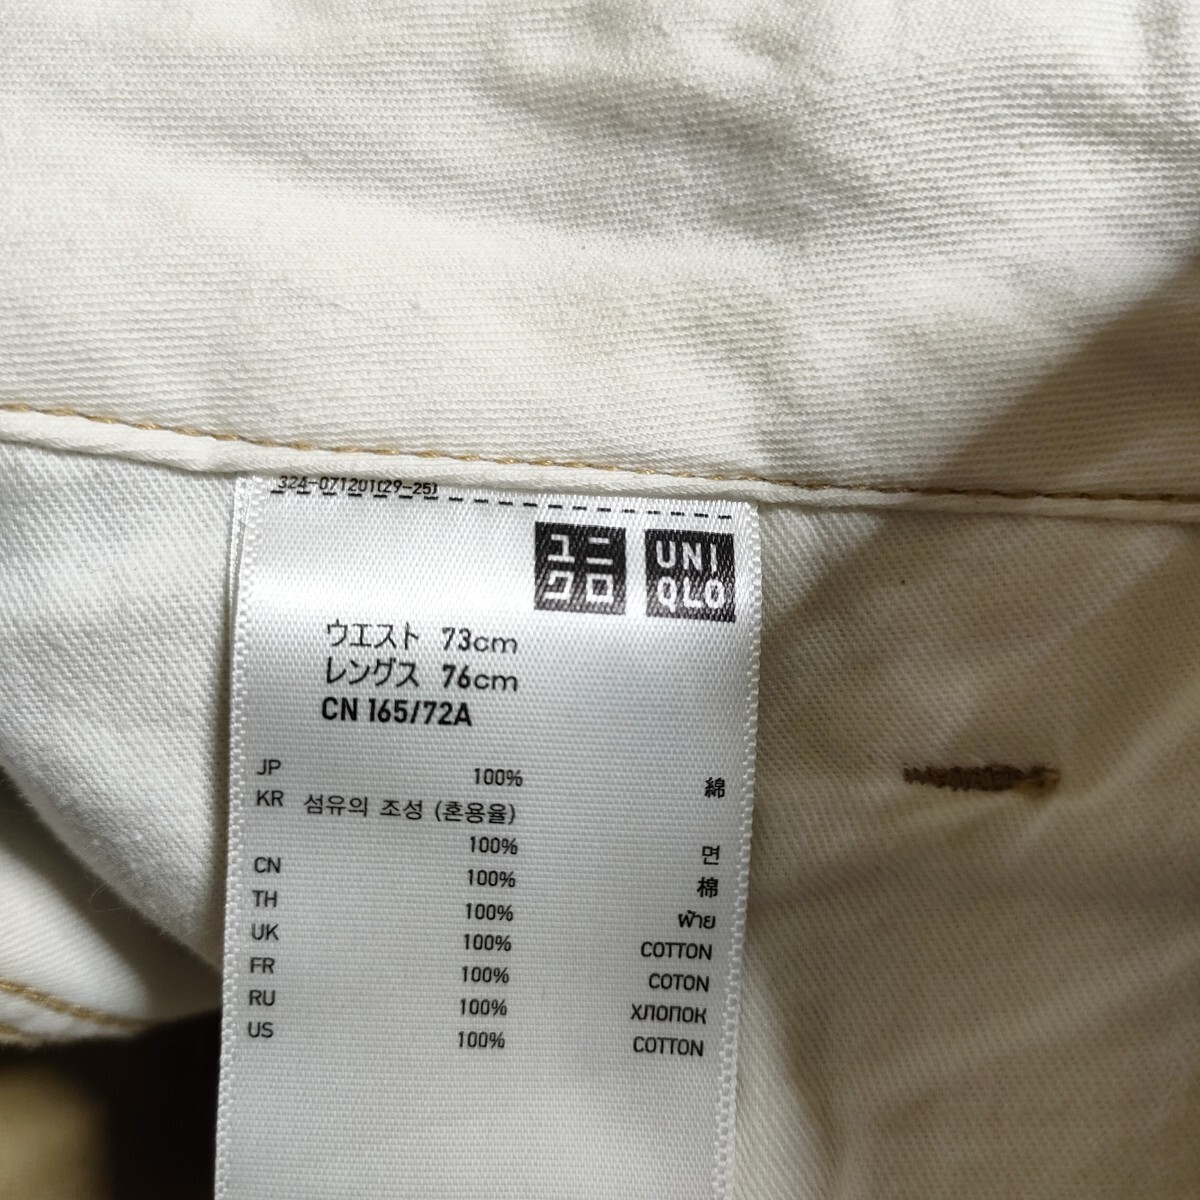 324-071201(29-25)
ユニ
クロ
UNI
QLO
ウエスト 73cm
レングス 76cm
CN 165/72A
JP 100% 綿
KR 섬유의 조성 (혼용율)
100% 면
CN 100% 棉
TH 100% ฝ้าย
UK 100% COTTON
FR 100% COTON
RU 100% ХЛОПОК
US 100% COTTON